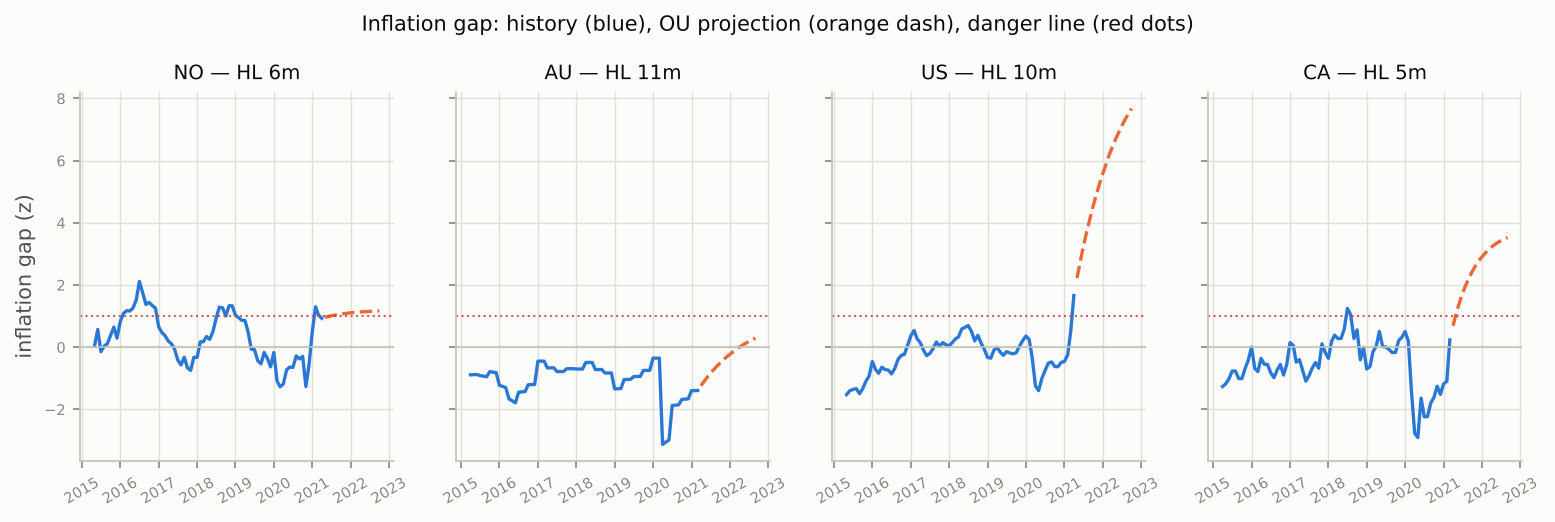 Inflation gap: history (blue), OU projection (orange dash), danger line (red dots)
NO — HL 6m
AU — HL 11m
US — HL 10m
CA — HL 5m
inflation gap (z)
8
6
4
2
0
−2
2015 2016 2017 2018 2019 2020 2021 2022 2023
2015 2016 2017 2018 2019 2020 2021 2022 2023
2015 2016 2017 2018 2019 2020 2021 2022 2023
2015 2016 2017 2018 2019 2020 2021 2022 2023